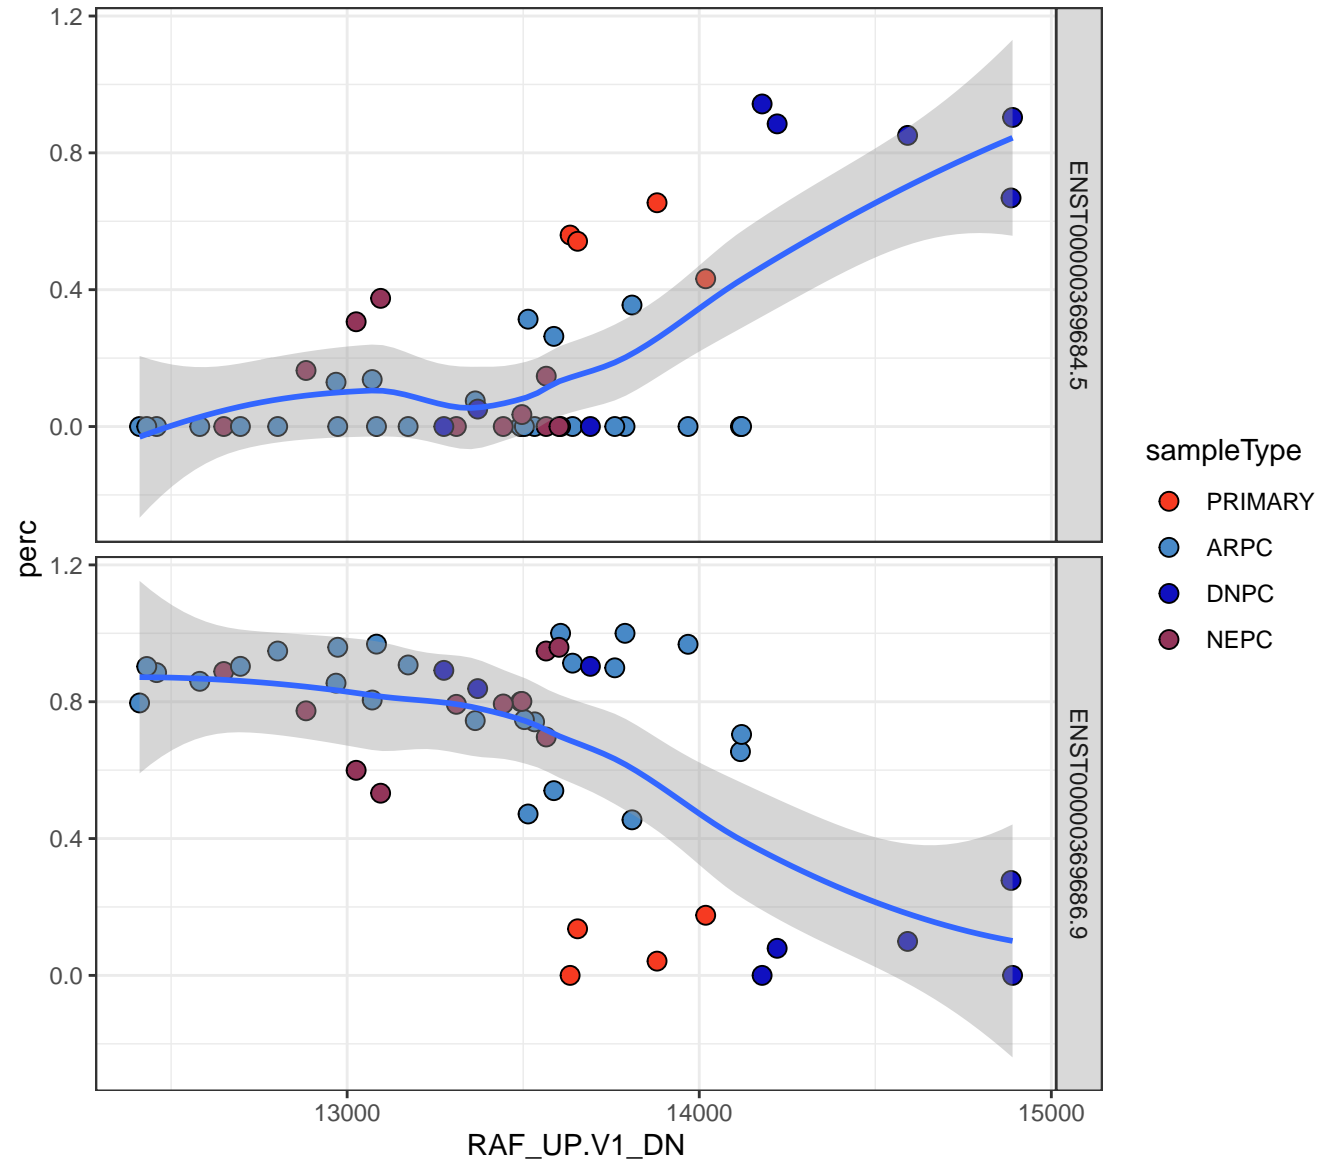 1.2
0.8
0.4
0.0
ENST00000369684.5
1.2
0.8
0.4
0.0
ENST00000369686.9
perc
13000
14000
15000
RAF_UP.V1_DN
sampleType
PRIMARY
ARPC
DNPC
NEPC